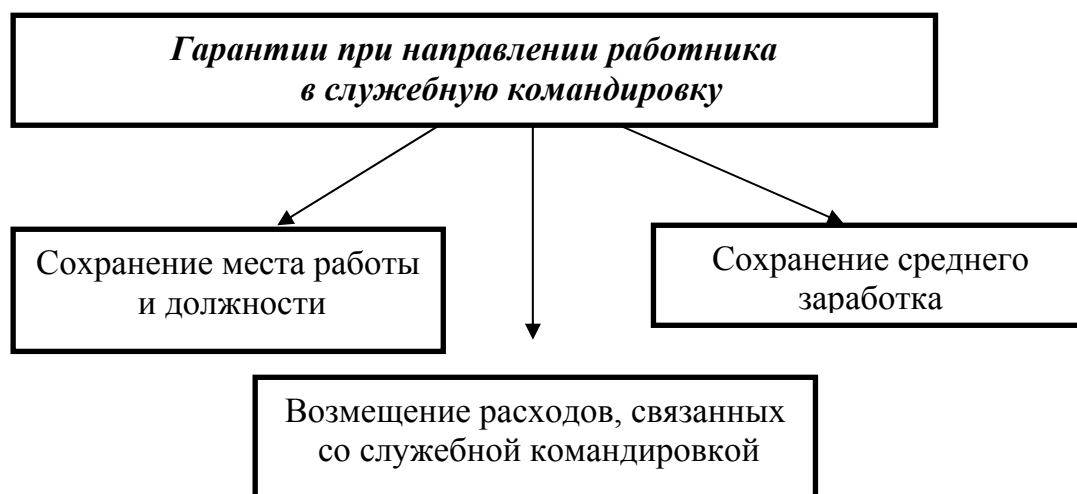 Гарантии при направлении работника
в служебную командировку
Сохранение места работы
и должности
Сохранение среднего
заработка
Возмещение расходов, связанных
со служебной командировкой